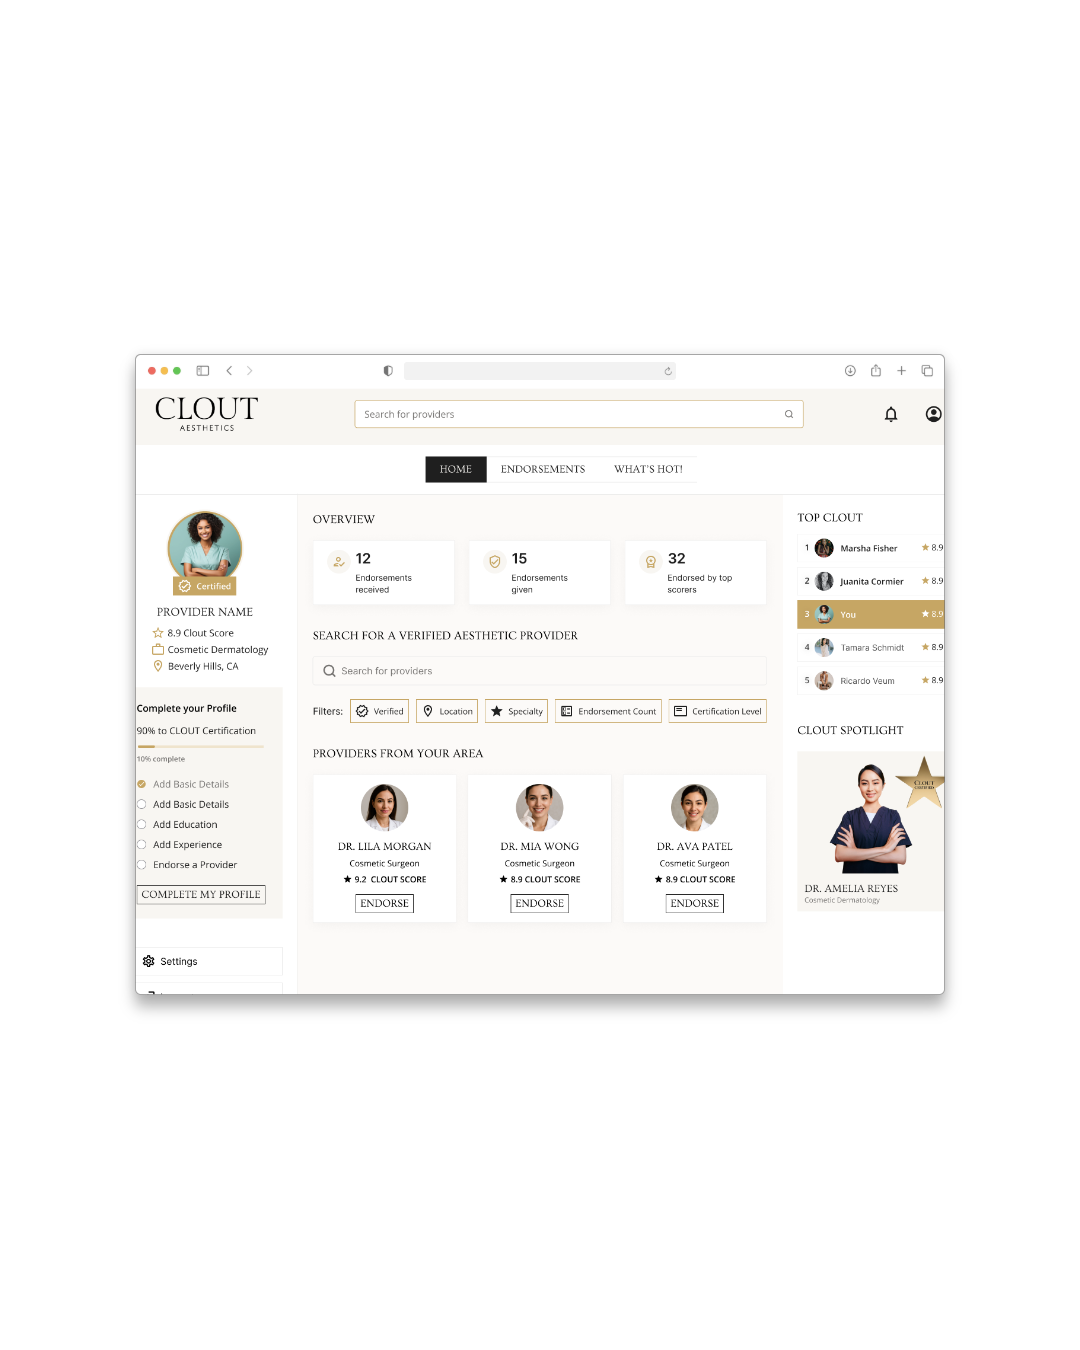 CLOUT
AESTHETICS
Search for providers
HOME
ENDORSEMENTS
WHAT'S HOT!
Certified
PROVIDER NAME
8.9 Clout Score
Cosmetic Dermatology
Beverly Hills, CA
Complete your Profile
90% to CLOUT Certification
10% complete
Add Basic Details
Add Basic Details
Add Education
Add Experience
Endorse a Provider
COMPLETE MY PROFILE
Settings
OVERVIEW
12
Endorsements
received
15
Endorsements
given
32
Endorsed by top
scorers
SEARCH FOR A VERIFIED AESTHETIC PROVIDER
Search for providers
Filters:
Verified
Location
Specialty
Endorsement Count
Certification Level
PROVIDERS FROM YOUR AREA
DR. LILA MORGAN
Cosmetic Surgeon
9.2 CLOUT SCORE
ENDORSE
DR. MIA WONG
Cosmetic Surgeon
8.9 CLOUT SCORE
ENDORSE
DR. AVA PATEL
Cosmetic Surgeon
8.9 CLOUT SCORE
ENDORSE
TOP CLOUT
1 Marsha Fisher 8.9
2 Juanita Cormier 8.9
3 You 8.9
4 Tamara Schmidt 8.9
5 Ricardo Veum 8.9
CLOUT SPOTLIGHT
CLOUT
DR. AMELIA REYES
Cosmetic Dermatology